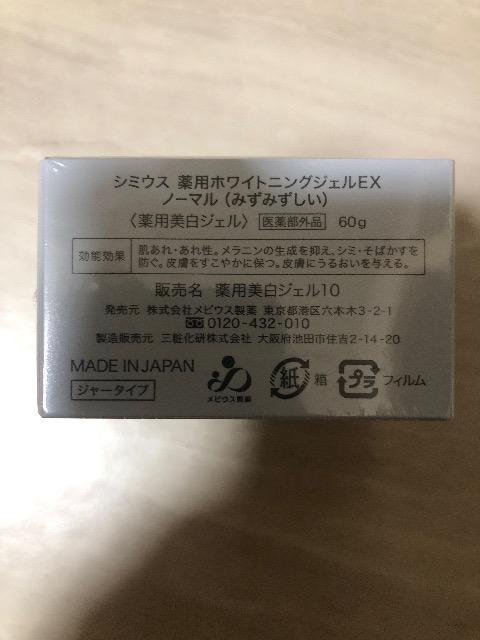 シミウス 薬用ホワイトニングジェルEX
ノーマル（みずみずしい）
〈薬用美白ジェル〉 医薬部外品 60g
効能効果 肌あれ・あれ性。メラニンの生成を抑え、シミ・そばかすを
防ぐ。皮膚をすこやかに保つ。皮膚にうるおいを与える。
販売名 薬用美白ジェル10
発売元 株式会社メビウス製薬 東京都港区六本木3-2-1
0120-432-010
製造販売元 三粧化研株式会社 大阪府池田市住吉2-14-20
MADE IN JAPAN
ジャータイプ
メビウス製薬
紙 箱
プラ フィルム